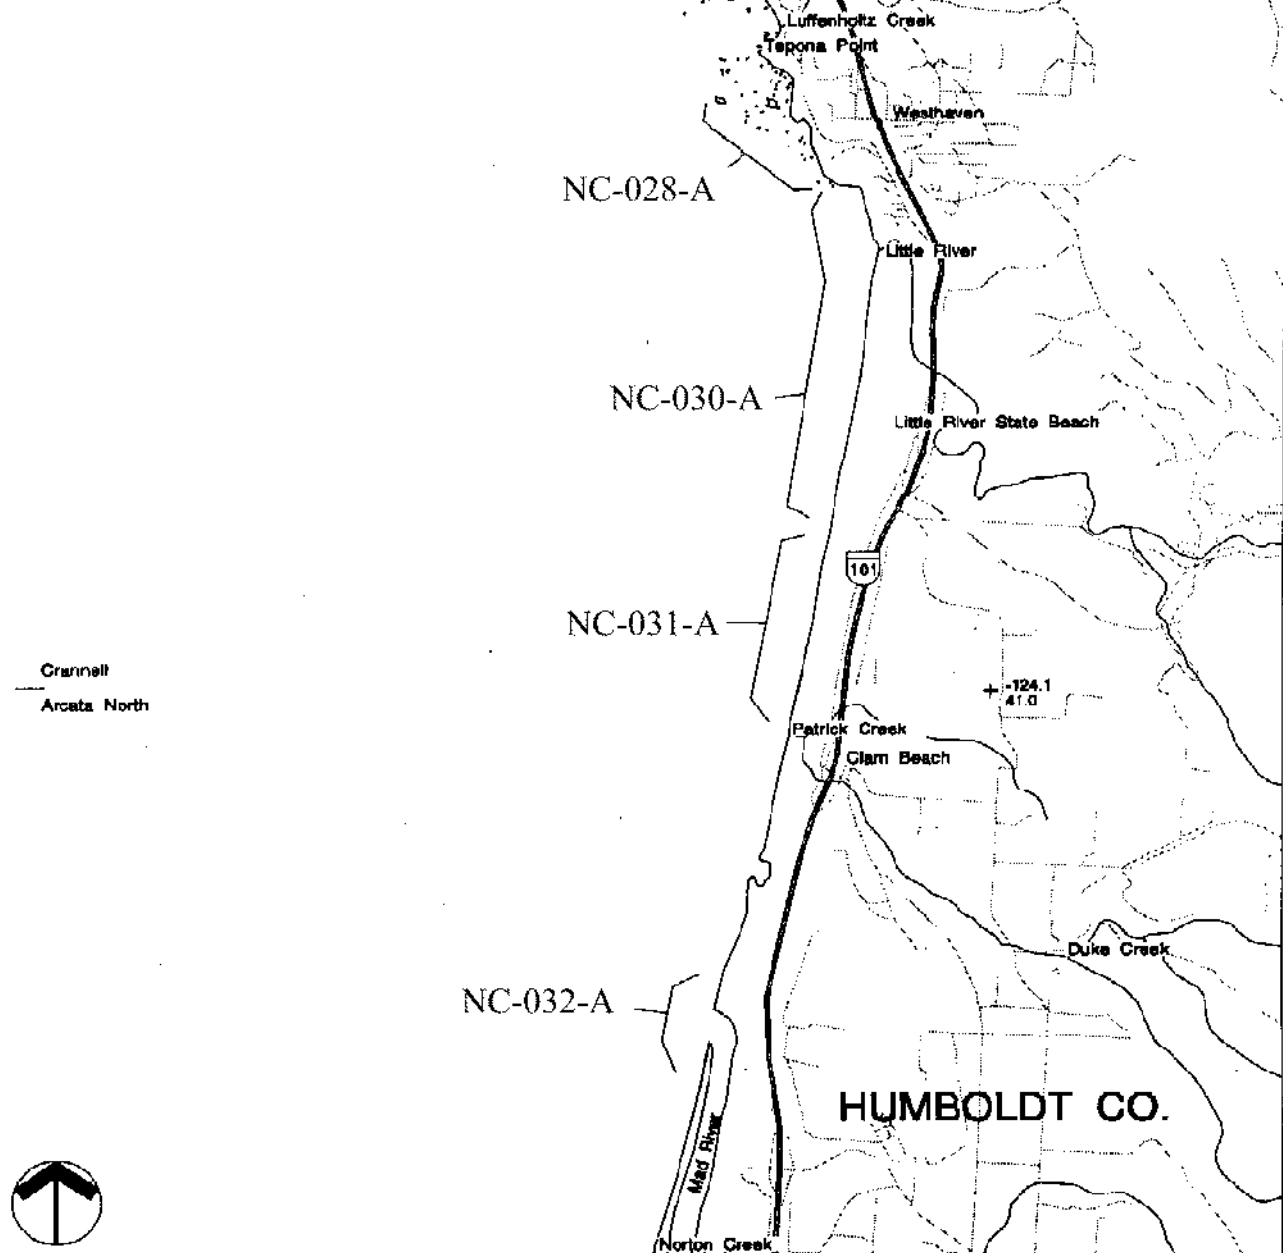 Luffenholtz Creek
Tepona Point
Westhaven
NC-028-A
Little River
NC-030-A
Little River State Beach
101
NC-031-A
Crannell
-124.1
41.0
Arcata North
Patrick Creek
Clam Beach
Duke Creek
NC-032-A
HUMBOLDT CO.
Mad River
Norton Creek